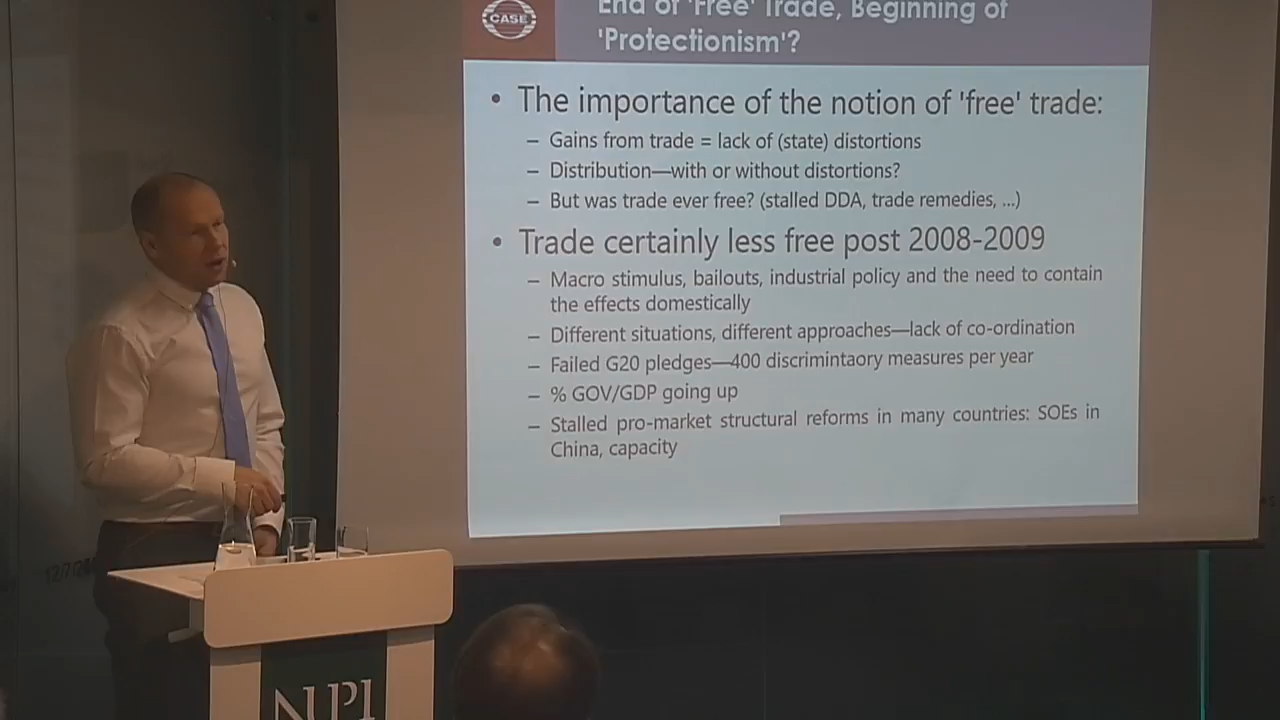 CASE
End of 'Free' Trade, Beginning of
'Protectionism'?
• The importance of the notion of 'free' trade:
– Gains from trade = lack of (state) distortions
– Distribution—with or without distortions?
– But was trade ever free? (stalled DDA, trade remedies, ...)
• Trade certainly less free post 2008-2009
– Macro stimulus, bailouts, industrial policy and the need to contain
the effects domestically
– Different situations, different approaches—lack of co-ordination
– Failed G20 pledges—400 discrimintaory measures per year
– % GOV/GDP going up
– Stalled pro-market structural reforms in many countries: SOEs in
China, capacity
NUPI